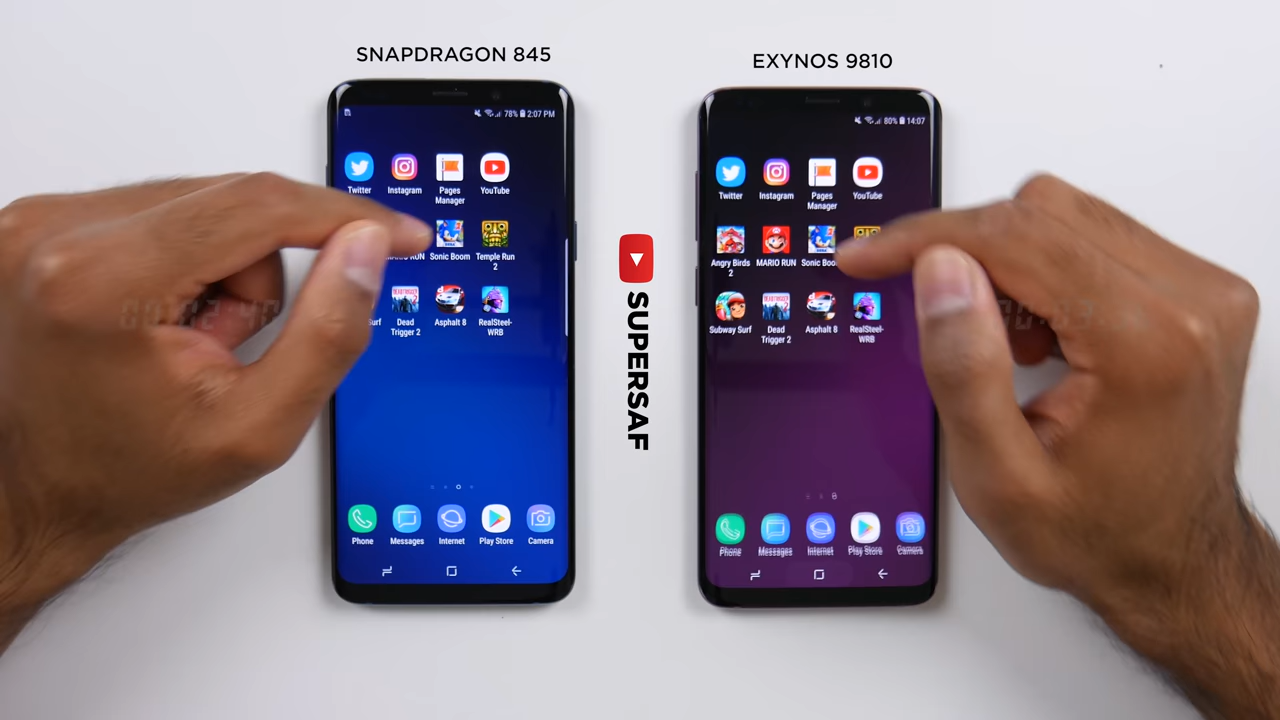 SNAPDRAGON 845
78% 2:07 PM
Twitter
Instagram
Pages
Manager
YouTube
Sonic Boom
Temple Run
2
Surf
Dead
Trigger 2
Asphalt 8
RealSteel-
WRB
Phone
Messages
Internet
Play Store
Camera
SUPERSAF
EXYNOS 9810
80% 14:07
Twitter
Instagram
Pages
Manager
YouTube
Angry Birds
2
MARIO RUN
Sonic Boom
Subway Surf
Dead
Trigger 2
Asphalt 8
RealSteel-
WRB
Phone
Messages
Internet
Play Store
Camera